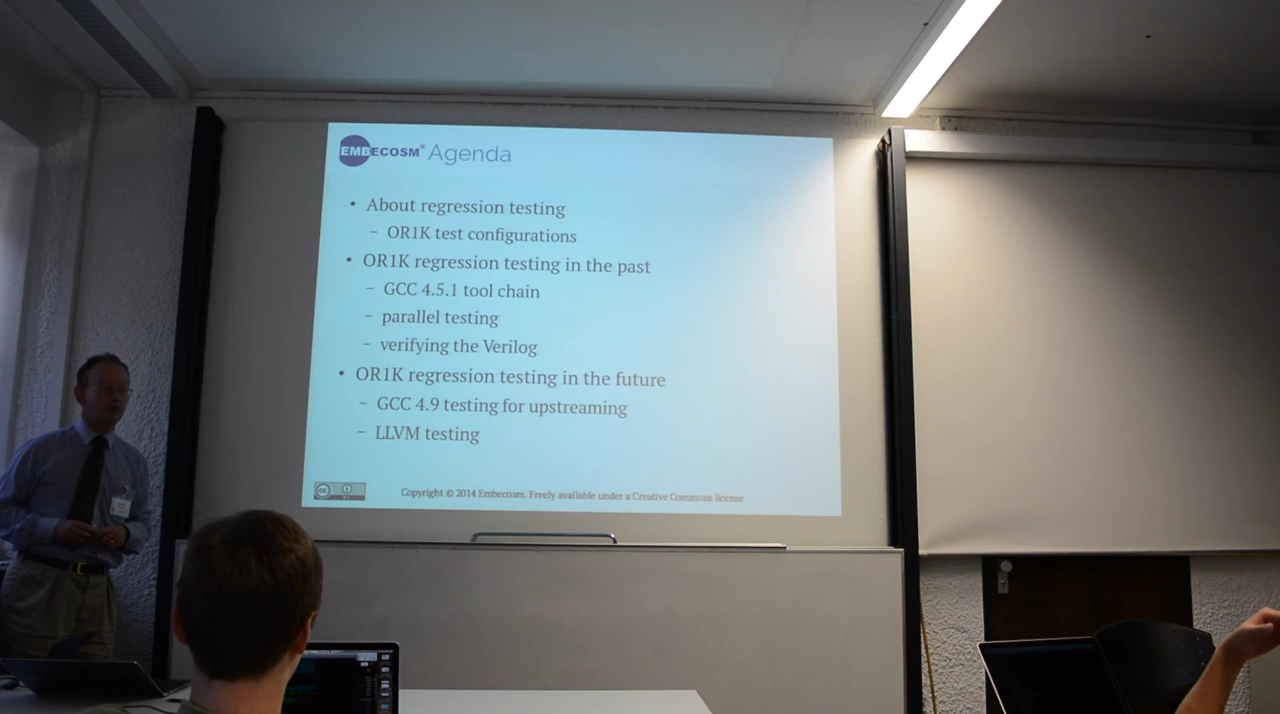 EMBECOSM® Agenda
• About regression testing
– OR1K test configurations
• OR1K regression testing in the past
– GCC 4.5.1 tool chain
– parallel testing
– verifying the Verilog
• OR1K regression testing in the future
– GCC 4.9 testing for upstreaming
– LLVM testing
cc
Copyright © 2014 Embecosm. Freely available under a Creative Commons license